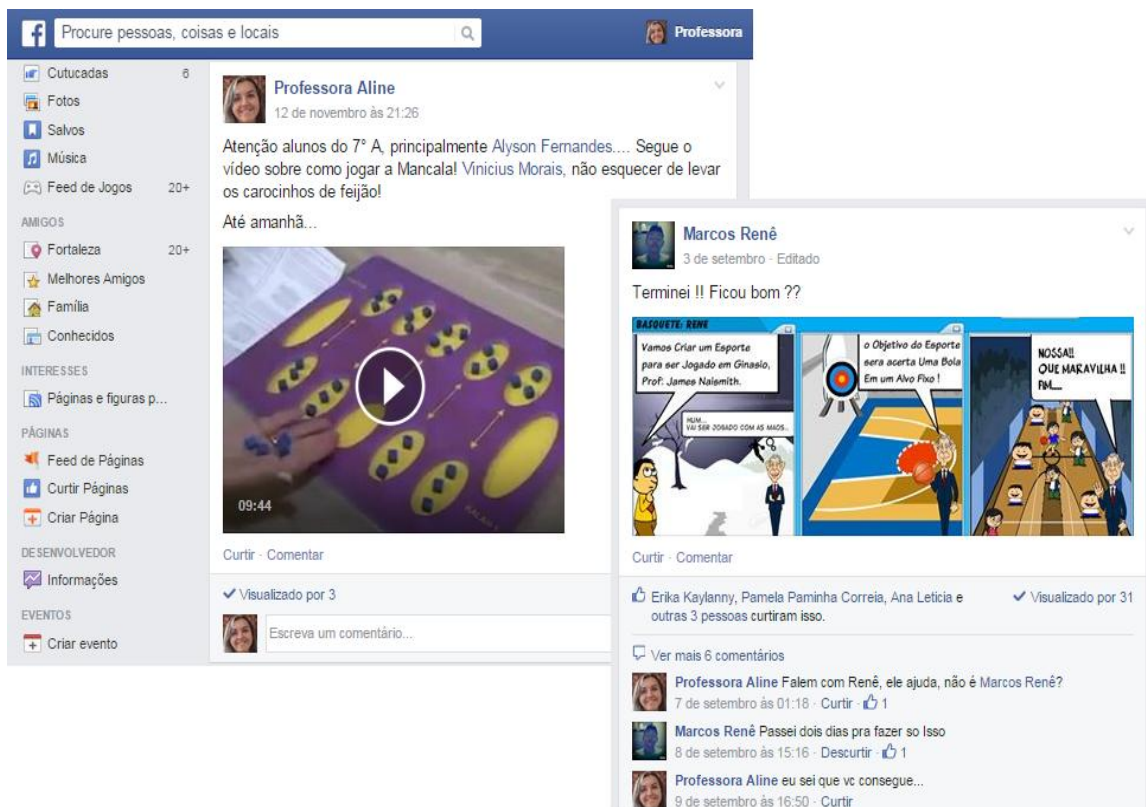 f Procure pessoas, coisas e locais Professora
Cutucadas 6
Fotos
Salvos
Música
Feed de Jogos 20+
AMIGOS
Fortaleza 20+
Melhores Amigos
Família
Conhecidos
INTERESSES
Páginas e figuras p...
PÁGINAS
Feed de Páginas
Curtir Páginas
Criar Página
DESENVOLVEDOR
Informações
EVENTOS
Criar evento
Professora Aline
12 de novembro às 21:26
Atenção alunos do 7° A, principalmente Alyson Fernandes.... Segue o
vídeo sobre como jogar a Mancala! Vinicius Morais, não esquecer de levar
os carocinhos de feijão!
Até amanhã...
09:44
Curtir · Comentar
Visualizado por 3
Escreva um comentário...
Marcos Renê
3 de setembro · Editado
Terminei !! Ficou bom ??
BASQUETE: RENE
Vamos Criar um Esporte
para ser Jogado em Ginasio,
Prof: James Naismith.
HUM...
VAI SER JOGADO COM AS MAOS...
o Objetivo do Esporte
sera acerta Uma Bola
Em um Alvo Fixo !
NOSSA!!
QUE MARAVILHA !!
FIM....
Curtir · Comentar
Erika Kaylanny, Pamela Paminha Correia, Ana Leticia e
outras 3 pessoas curtiram isso.
Visualizado por 31
Ver mais 6 comentários
Professora Aline Falem com Renê, ele ajuda, não é Marcos Renê?
7 de setembro às 01:18 · Curtir · 1
Marcos Renê Passei dois dias pra fazer so Isso
8 de setembro às 15:16 · Descurtir · 1
Professora Aline eu sei que vc consegue...
9 de setembro às 16:50 · Curtir